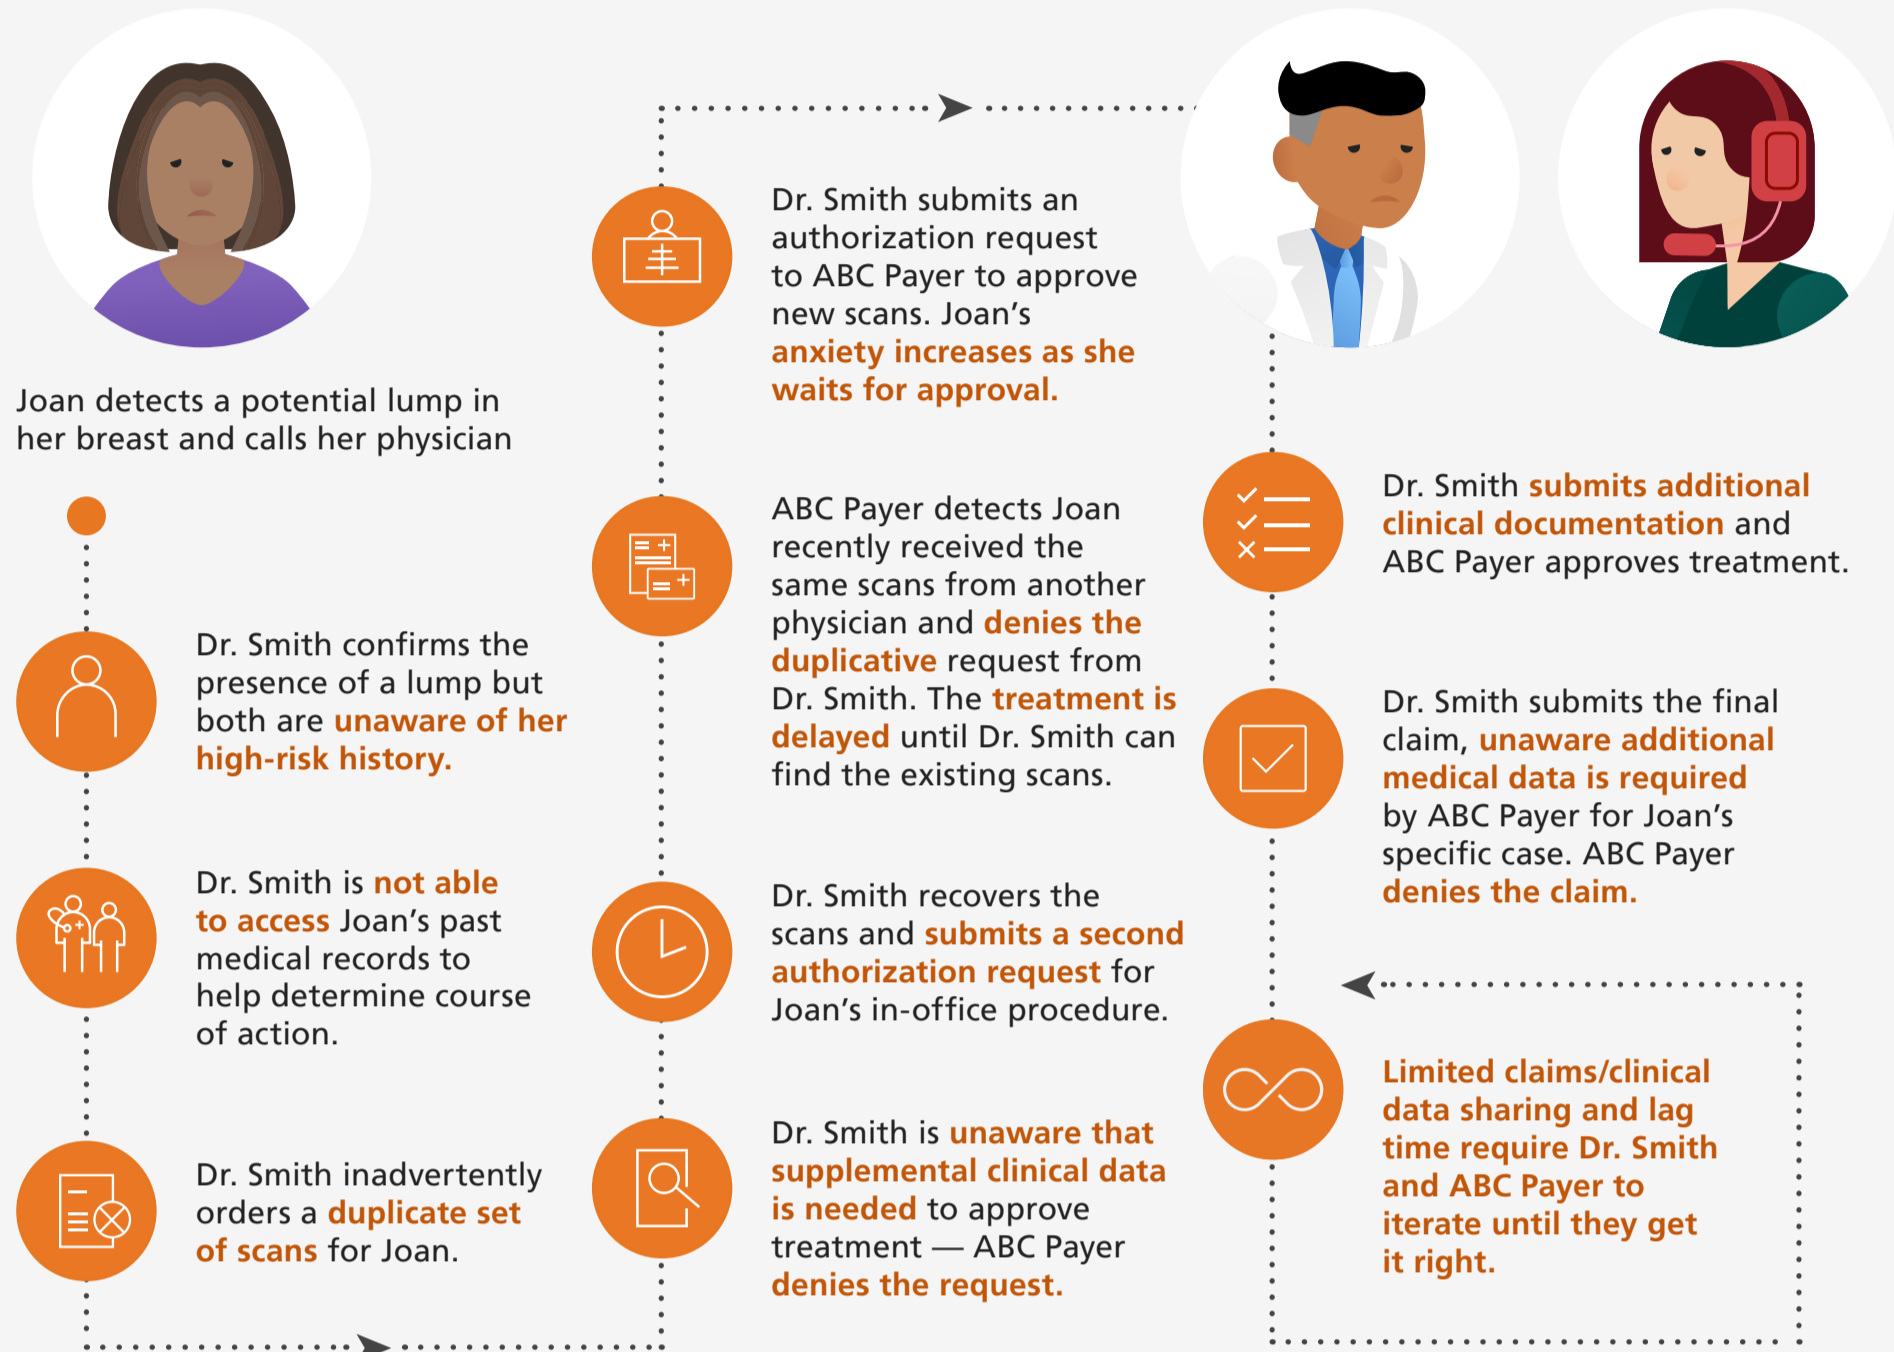 Joan detects a potential lump in
her breast and calls her physician
Dr. Smith confirms the
presence of a lump but
both are unaware of her
high-risk history.
Dr. Smith is not able
to access Joan’s past
medical records to
help determine course
of action.
Dr. Smith inadvertently
orders a duplicate set
of scans for Joan.
Dr. Smith submits an
authorization request
to ABC Payer to approve
new scans. Joan’s
anxiety increases as she
waits for approval.
ABC Payer detects Joan
recently received the
same scans from another
physician and denies the
duplicative request from
Dr. Smith. The treatment is
delayed until Dr. Smith can
find the existing scans.
Dr. Smith recovers the
scans and submits a second
authorization request for
Joan’s in-office procedure.
Dr. Smith is unaware that
supplemental clinical data
is needed to approve
treatment — ABC Payer
denies the request.
Dr. Smith submits additional
clinical documentation and
ABC Payer approves treatment.
Dr. Smith submits the final
claim, unaware additional
medical data is required
by ABC Payer for Joan’s
specific case. ABC Payer
denies the claim.
Limited claims/clinical
data sharing and lag
time require Dr. Smith
and ABC Payer to
iterate until they get
it right.